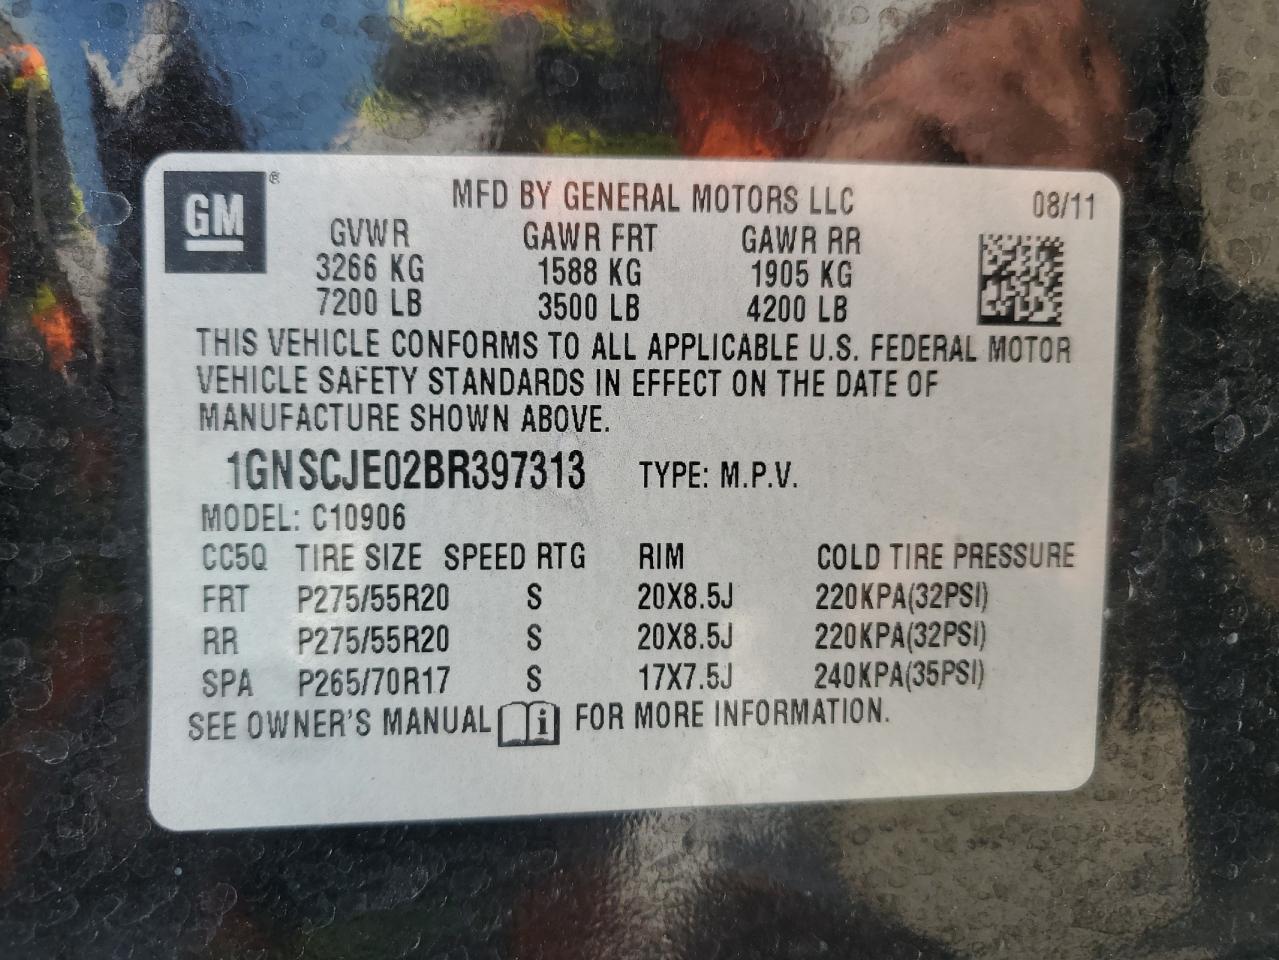 GM ® MFD BY GENERAL MOTORS LLC 08/11
GVWR GAWR FRT GAWR RR
3266 KG 1588 KG 1905 KG
7200 LB 3500 LB 4200 LB
THIS VEHICLE CONFORMS TO ALL APPLICABLE U.S. FEDERAL MOTOR
VEHICLE SAFETY STANDARDS IN EFFECT ON THE DATE OF
MANUFACTURE SHOWN ABOVE.
1GNSCJE02BR397313 TYPE: M.P.V.
MODEL: C10906
CC5Q TIRE SIZE SPEED RTG RIM COLD TIRE PRESSURE
FRT P275/55R20 S 20X8.5J 220KPA(32PSI)
RR P275/55R20 S 20X8.5J 220KPA(32PSI)
SPA P265/70R17 S 17X7.5J 240KPA(35PSI)
SEE OWNER'S MANUAL i FOR MORE INFORMATION.